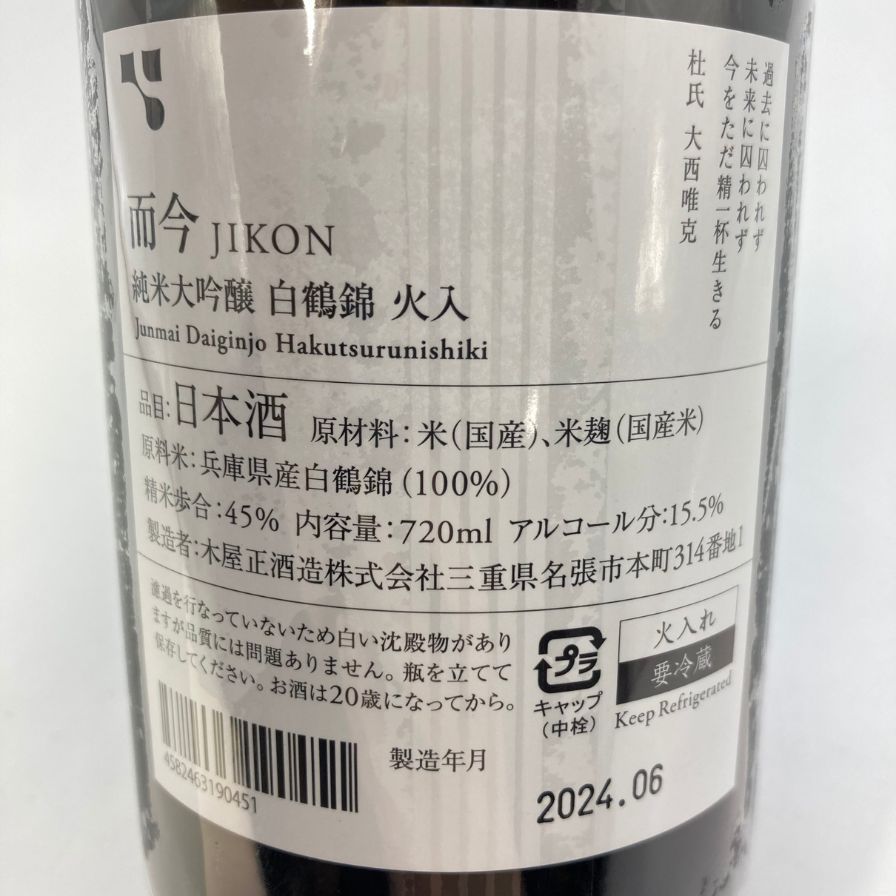 過去に囚われず
未来に囚われず
今をただ精一杯生きる
杜氏 大西唯克
而今 JIKON
純米大吟醸 白鶴錦 火入
Junmai Daiginjo Hakutsurunishiki
品目:日本酒 原材料:米(国産)、米麹(国産米)
原料米:兵庫県産白鶴錦(100%)
精米歩合:45% 内容量:720ml アルコール分:15.5%
製造者:木屋正酒造株式会社三重県名張市本町314番地1
濾過を行なっていないため白い沈殿物があり
ますが品質には問題ありません。瓶を立てて
保存してください。お酒は20歳になってから。
プラ
キャップ
(中栓)
火入れ
要冷蔵
Keep Refrigerated
4582463190451
製造年月
2024.06